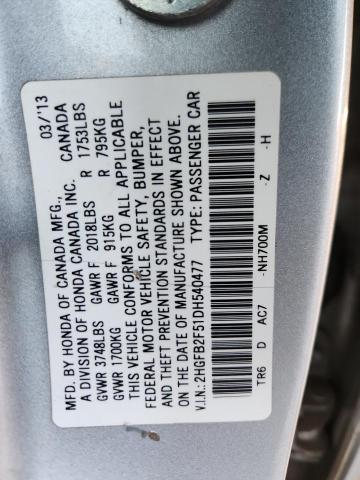 MFD. BY HONDA OF CANADA MFG., 03/'13
A DIVISION OF HONDA CANADA INC. CANADA
GVWR 3748LBS GAWR F 2018LBS R 1753LBS
GVWR 1700KG GAWR F 915KG R 795KG
THIS VEHICLE CONFORMS TO ALL APPLICABLE
FEDERAL MOTOR VEHICLE SAFETY, BUMPER,
AND THEFT PREVENTION STANDARDS IN EFFECT
ON THE DATE OF MANUFACTURE SHOWN ABOVE.
V.I.N.: 2HGFB2F51DH540477 TYPE: PASSENGER CAR
TR6 D AC7 -NH700M -Z -H